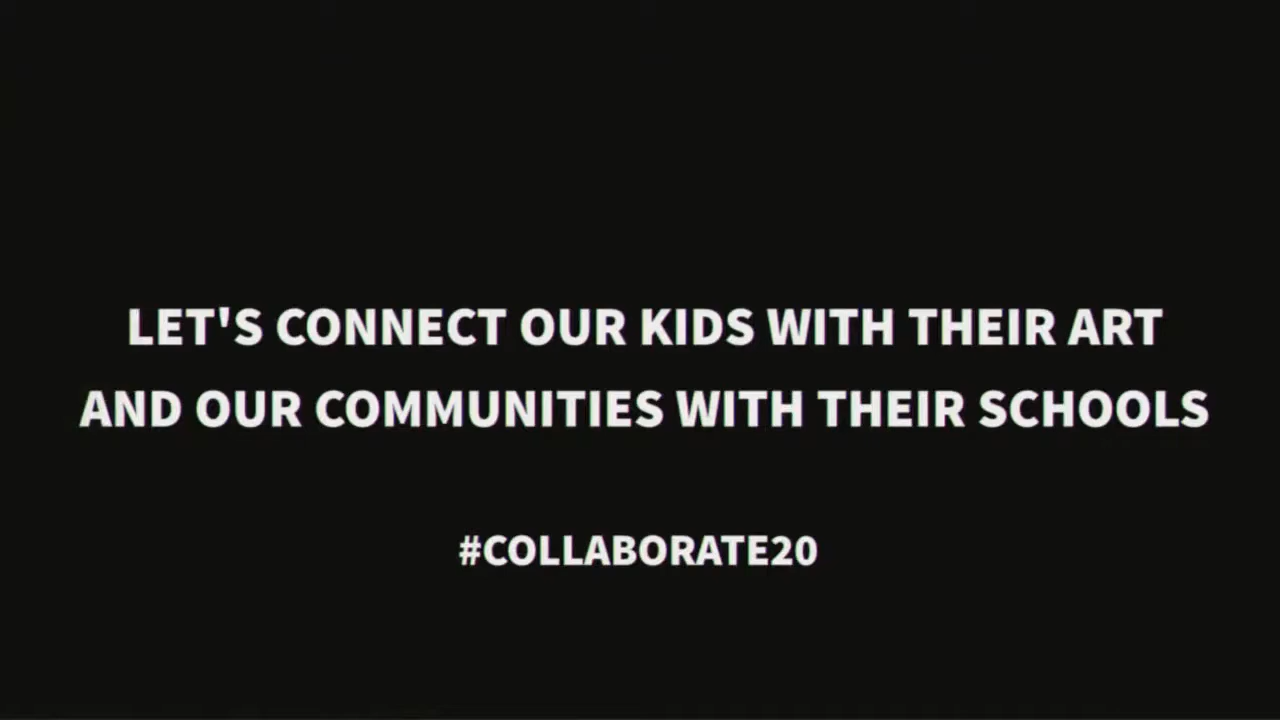 LET'S CONNECT OUR KIDS WITH THEIR ART
AND OUR COMMUNITIES WITH THEIR SCHOOLS
#COLLABORATE20